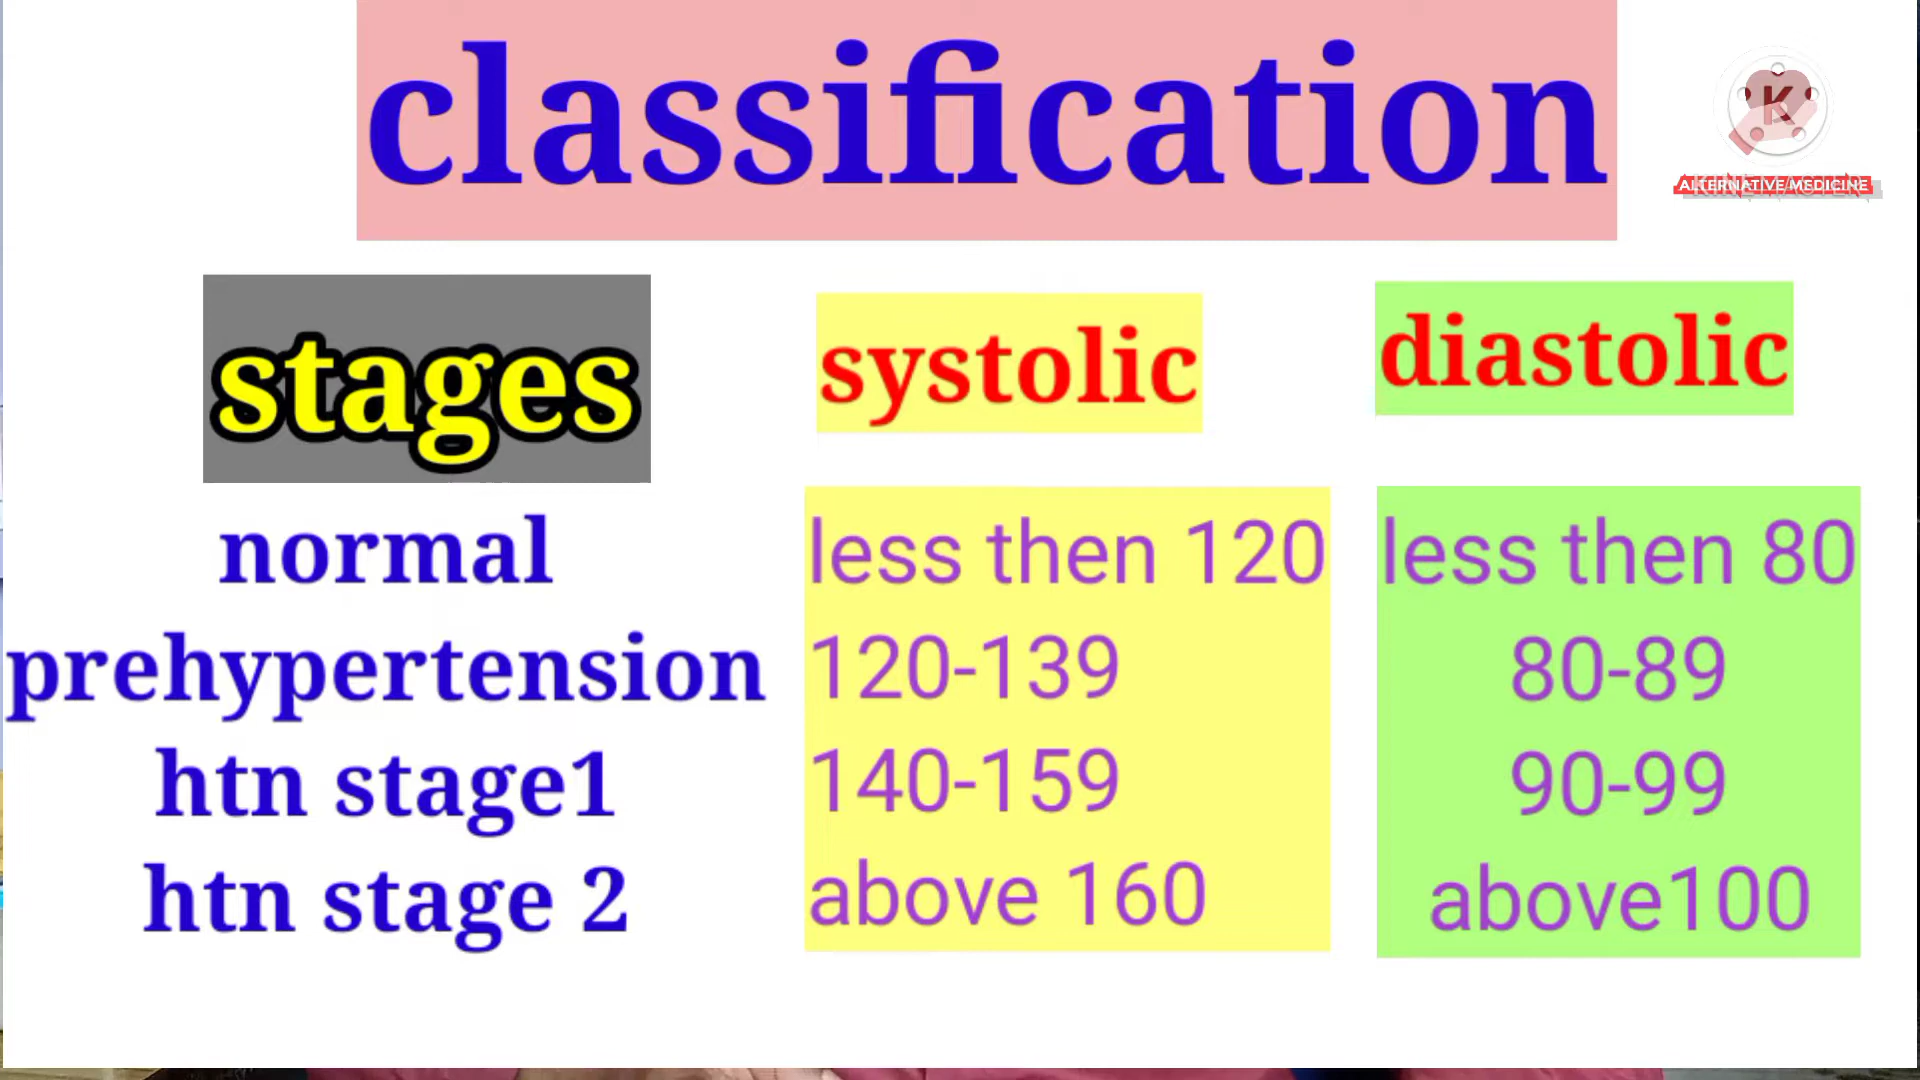 classification
K
ALTERNATIVE MEDICINE
KINEMASTER
stages systolic diastolic
normal less then 120 less then 80
prehypertension 120-139 80-89
htn stage1 140-159 90-99
htn stage 2 above 160 above100